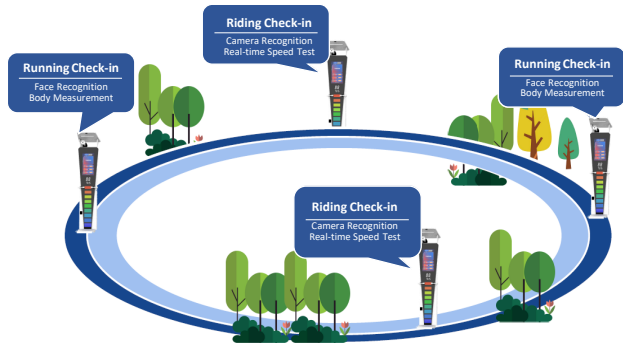 Riding Check-in
Camera Recognition
Real-time Speed Test
Running Check-in
Face Recognition
Body Measurement
Running Check-in
Face Recognition
Body Measurement
Riding Check-in
Camera Recognition
Real-time Speed Test